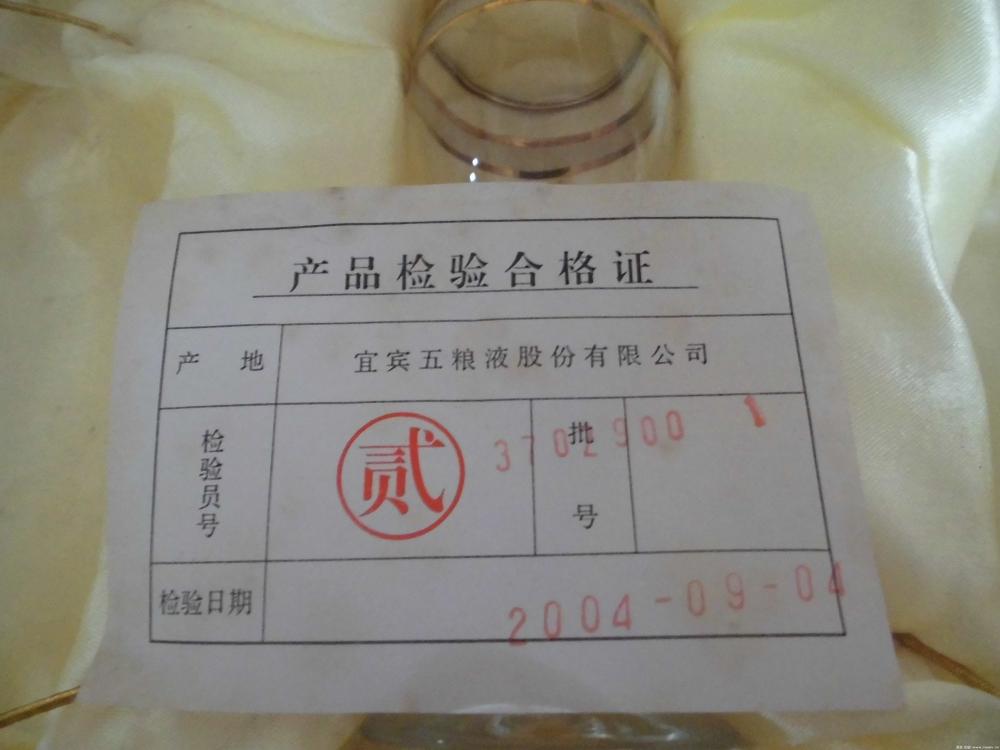 产品检验合格证
产 地
宜宾五粮液股份有限公司
检验员号
贰
批号
3702900 1
检验日期
2004-09-04